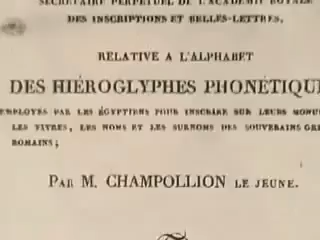 SECRÉTAIRE PERPÉTUEL DE L'ACADÉMIE ROYALE
DES INSCRIPTIONS ET BELLES-LETTRES,
RELATIVE A L'ALPHABET
DES HIÉROGLYPHES PHONÉTIQU
EMPLOYÉS PAR LES ÉGYPTIENS POUR INSCRIRE SUR LEURS MONU
LES TITRES, LES NOMS ET LES SURNOMS DES SOUVERAINS GRE
ROMAINS;
PAR M. CHAMPOLLION LE JEUNE.